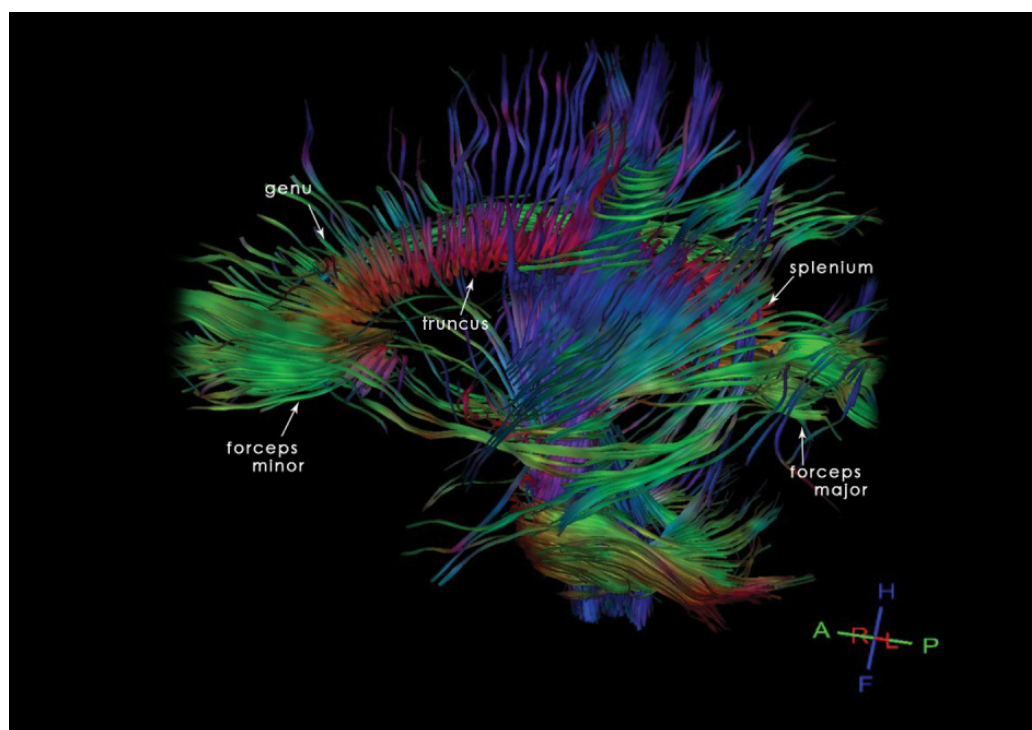 genu
splenium
truncus
forceps
minor
forceps
major
H
A R L P
F